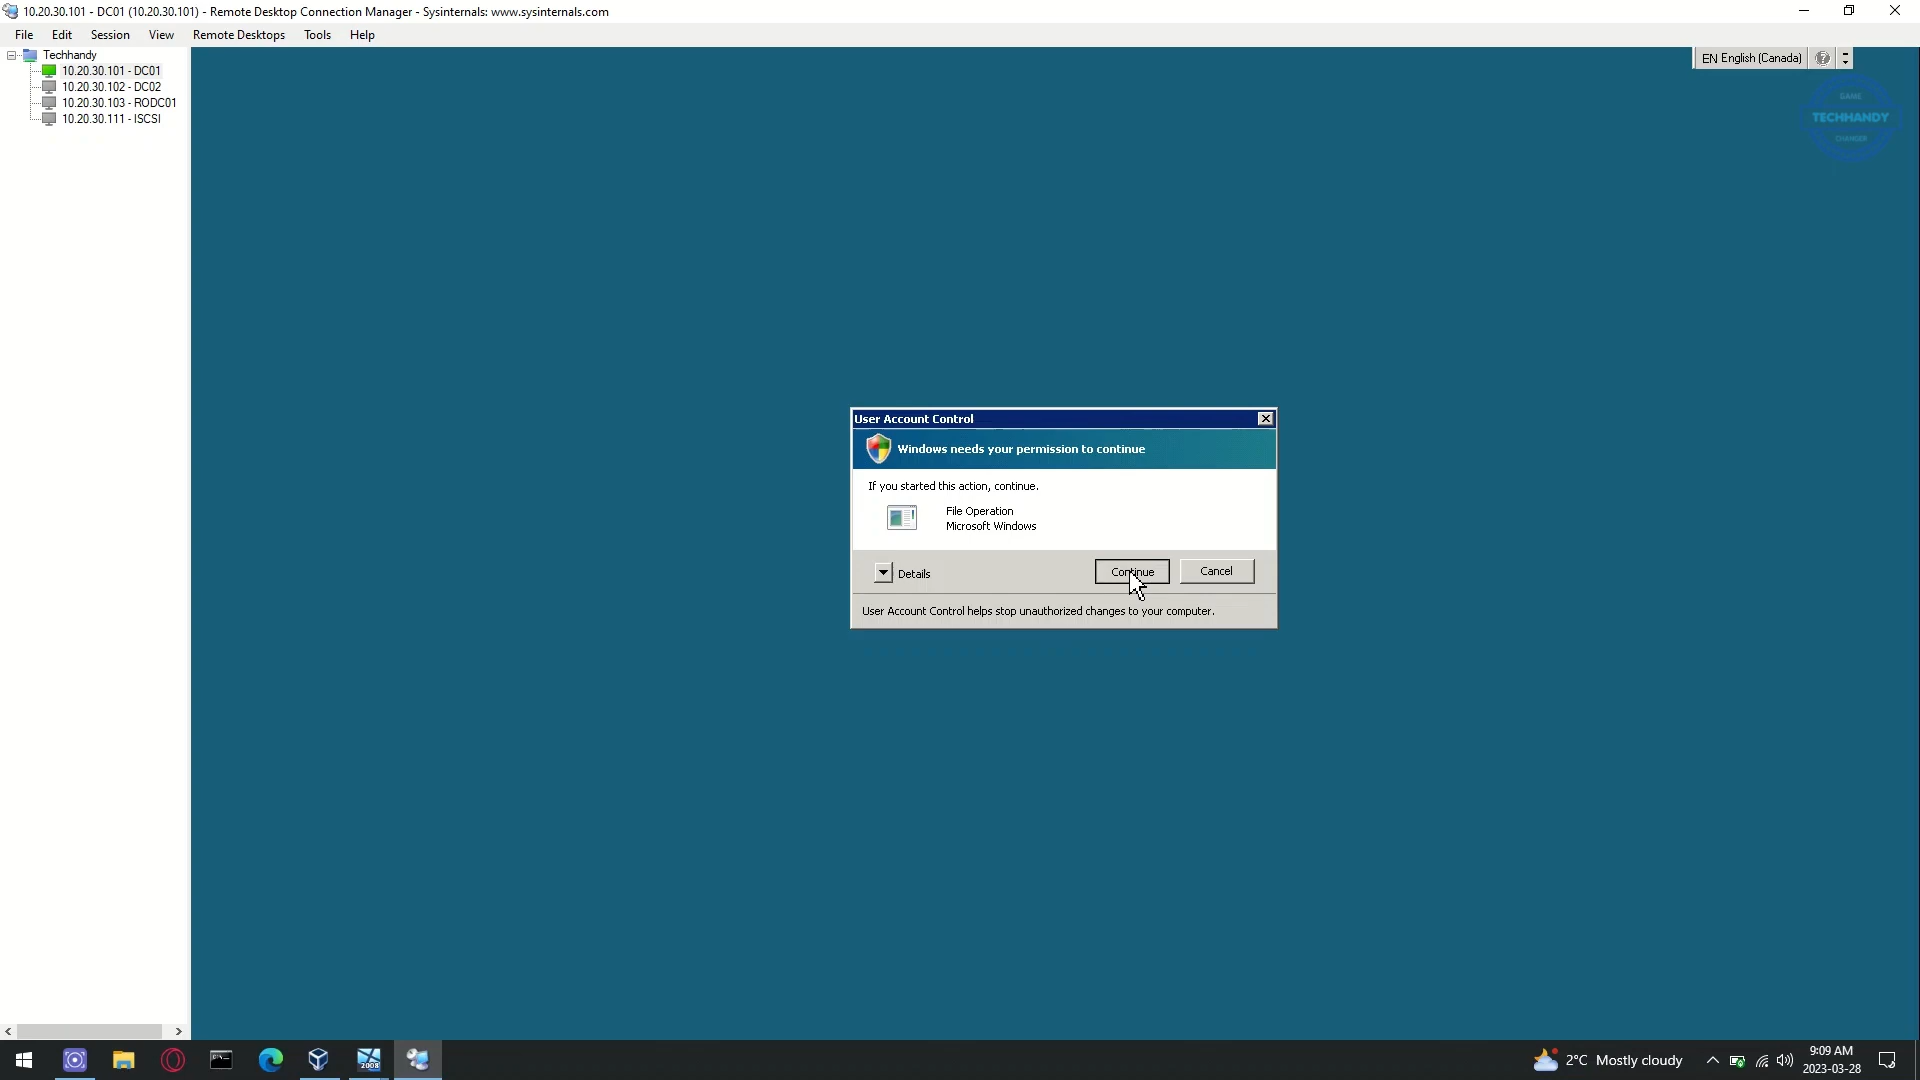 10.20.30.101 - DC01 (10.20.30.101) - Remote Desktop Connection Manager - Sysinternals: www.sysinternals.com
File Edit Session View Remote Desktops Tools Help
Techhandy
10.20.30.101 - DC01
10.20.30.102 - DC02
10.20.30.103 - RODC01
10.20.30.111 - ISCSI
EN English (Canada)
GAME
TECHHANDY
CHANGER
User Account Control
Windows needs your permission to continue
If you started this action, continue.
File Operation
Microsoft Windows
Details
Continue
Cancel
User Account Control helps stop unauthorized changes to your computer.
2008
2°C Mostly cloudy
9:09 AM
2023-03-28